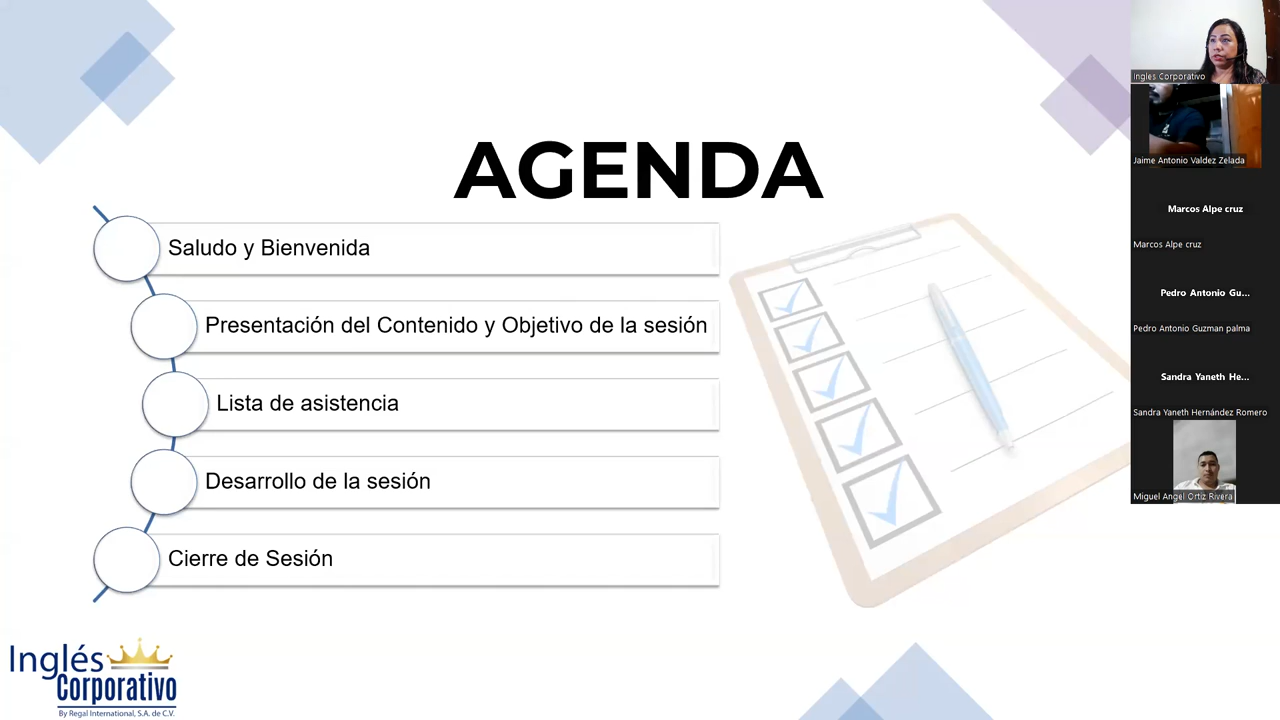 AGENDA
Saludo y Bienvenida
Presentación del Contenido y Objetivo de la sesión
Lista de asistencia
Desarrollo de la sesión
Cierre de Sesión
Inglés
Corporativo
By Regal International, S.A. de C.V.
Ingles Corporativo
Jaime Antonio Valdez Zelada
Marcos Alpe cruz
Marcos Alpe cruz
Pedro Antonio Gu...
Pedro Antonio Guzman palma
Sandra Yaneth He...
Sandra Yaneth Hernández Romero
Miguel Angel Ortiz Rivera